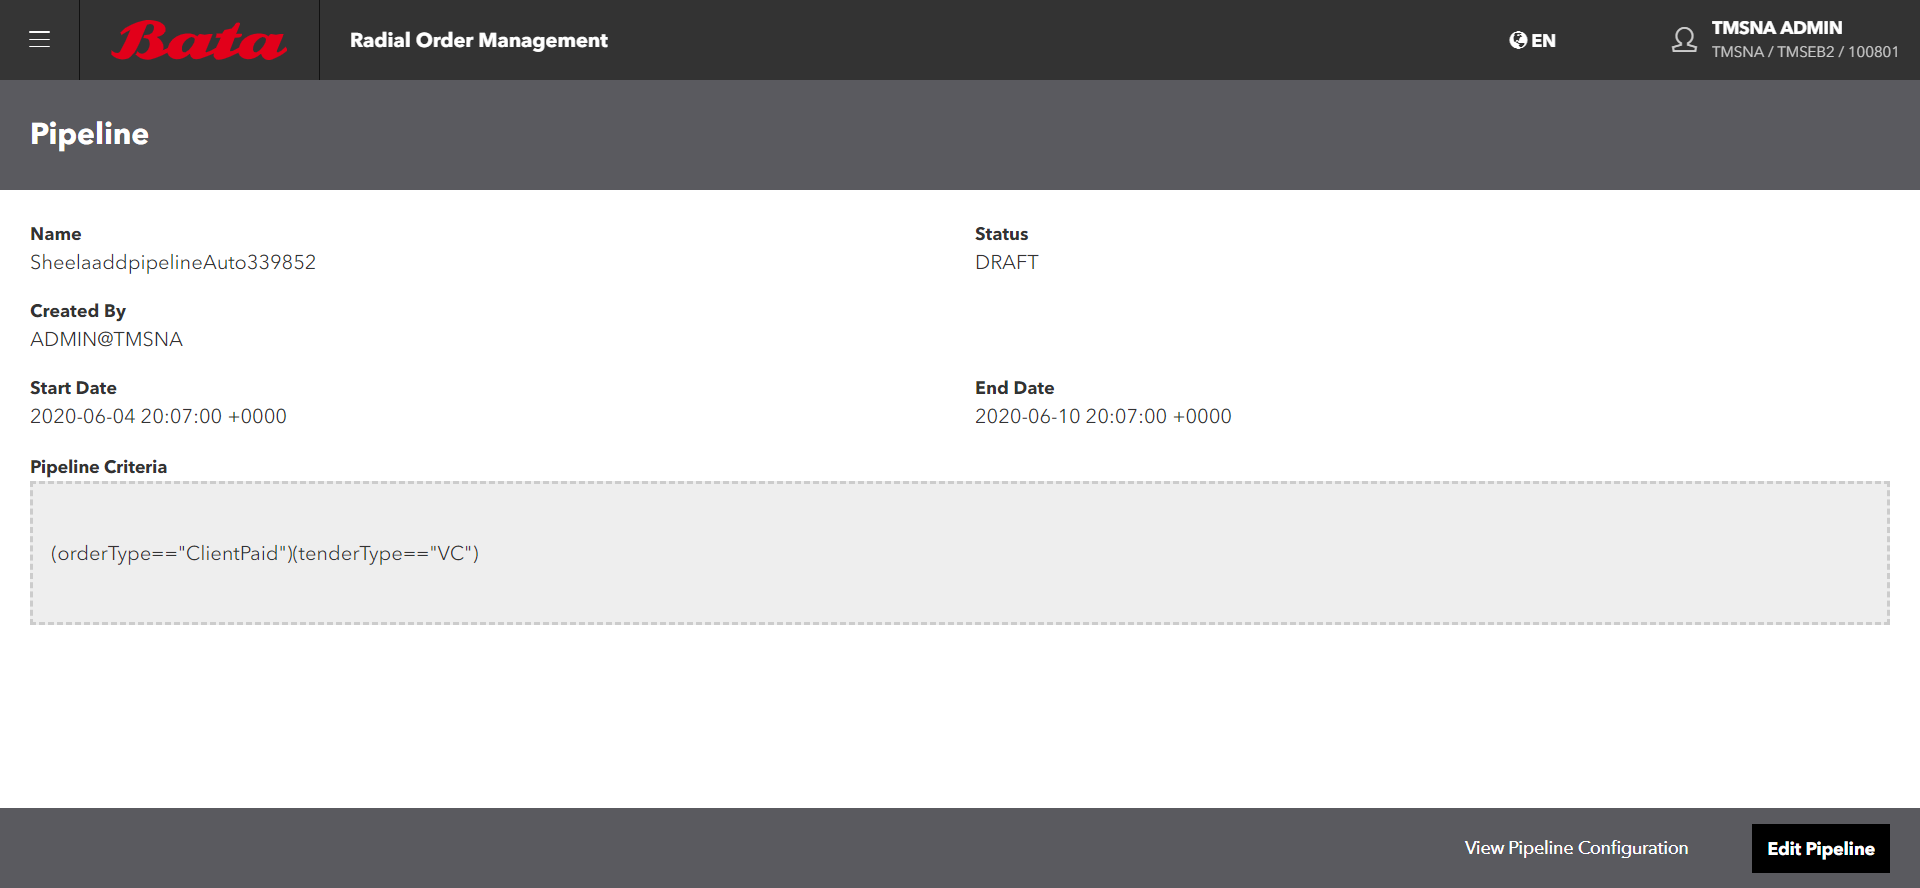 Bata
Radial Order Management
EN
TMSNA ADMIN
TMSNA / TMSEB2 / 100801
Pipeline
Name
SheelaaddpipelineAuto339852
Status
DRAFT
Created By
ADMIN@TMSNA
Start Date
2020-06-04 20:07:00 +0000
End Date
2020-06-10 20:07:00 +0000
Pipeline Criteria
(orderType=="ClientPaid")(tenderType=="VC")
View Pipeline Configuration
Edit Pipeline